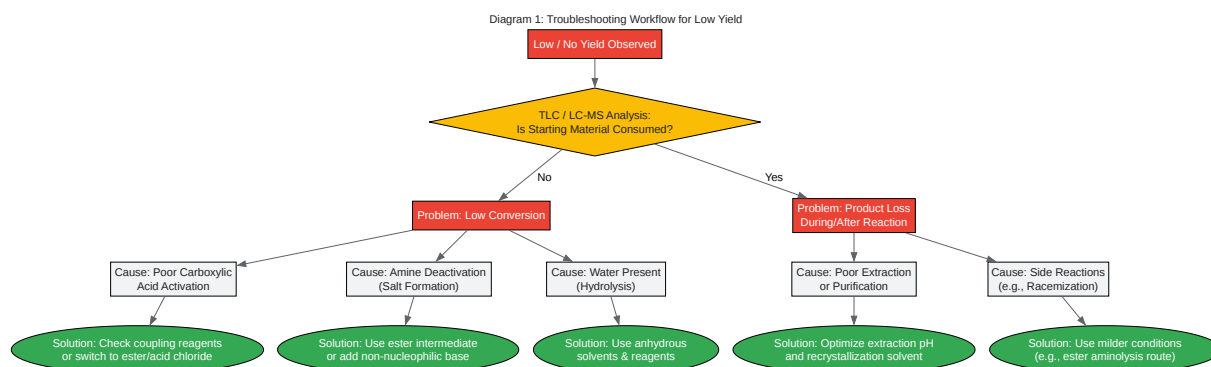 Diagram 1: Troubleshooting Workflow for Low Yield
Low / No Yield Observed
TLC / LC-MS Analysis:
Is Starting Material Consumed?
No
Yes
Problem: Low Conversion
Problem: Product Loss
During/After Reaction
Cause: Poor Carboxylic
Acid Activation
Cause: Amine Deactivation
(Salt Formation)
Cause: Water Present
(Hydrolysis)
Cause: Poor Extraction
or Purification
Cause: Side Reactions
(e.g., Racemization)
Solution: Check coupling reagents
or switch to ester/acid chloride
Solution: Use ester intermediate
or add non-nucleophilic base
Solution: Use anhydrous
solvents & reagents
Solution: Optimize extraction pH
and recrystallization solvent
Solution: Use milder conditions
(e.g., ester aminolysis route)